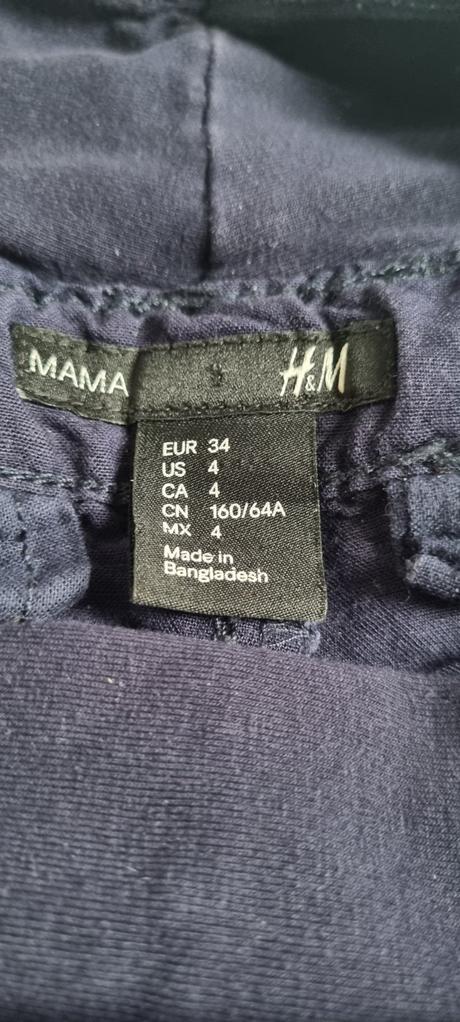 MAMA H&M
EUR 34
US 4
CA 4
CN 160/64A
MX 4
Made in
Bangladesh